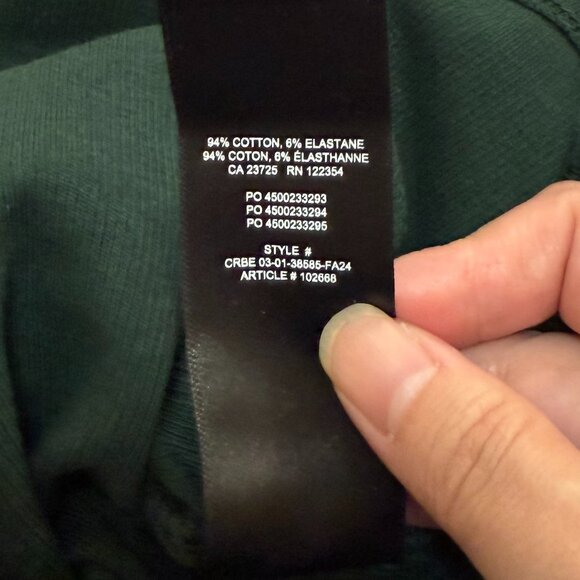 94% COTTON, 6% ELASTANE
94% COTON, 6% ÉLASTHANNE
CA 23725 RN 122354
PO 4500233293
PO 4500233294
PO 4500233295
STYLE #
CRBE 03-01-38585-FA24
ARTICLE # 102668